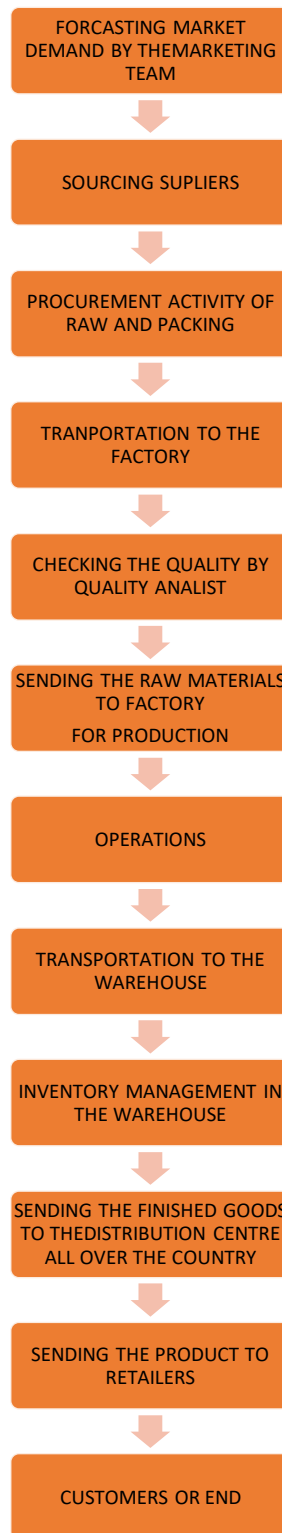 FORCASTING MARKET
DEMAND BY THEMARKETING
TEAM
SOURCING SUPLIERS
PROCUREMENT ACTIVITY OF
RAW AND PACKING
TRANPORTATION TO THE
FACTORY
CHECKING THE QUALITY BY
QUALITY ANALIST
SENDING THE RAW MATERIALS
TO FACTORY
FOR PRODUCTION
OPERATIONS
TRANSPORTATION TO THE
WAREHOUSE
INVENTORY MANAGEMENT IN
THE WAREHOUSE
SENDING THE FINISHED GOODS
TO THEDISTRIBUTION CENTRE
ALL OVER THE COUNTRY
SENDING THE PRODUCT TO
RETAILERS
CUSTOMERS OR END